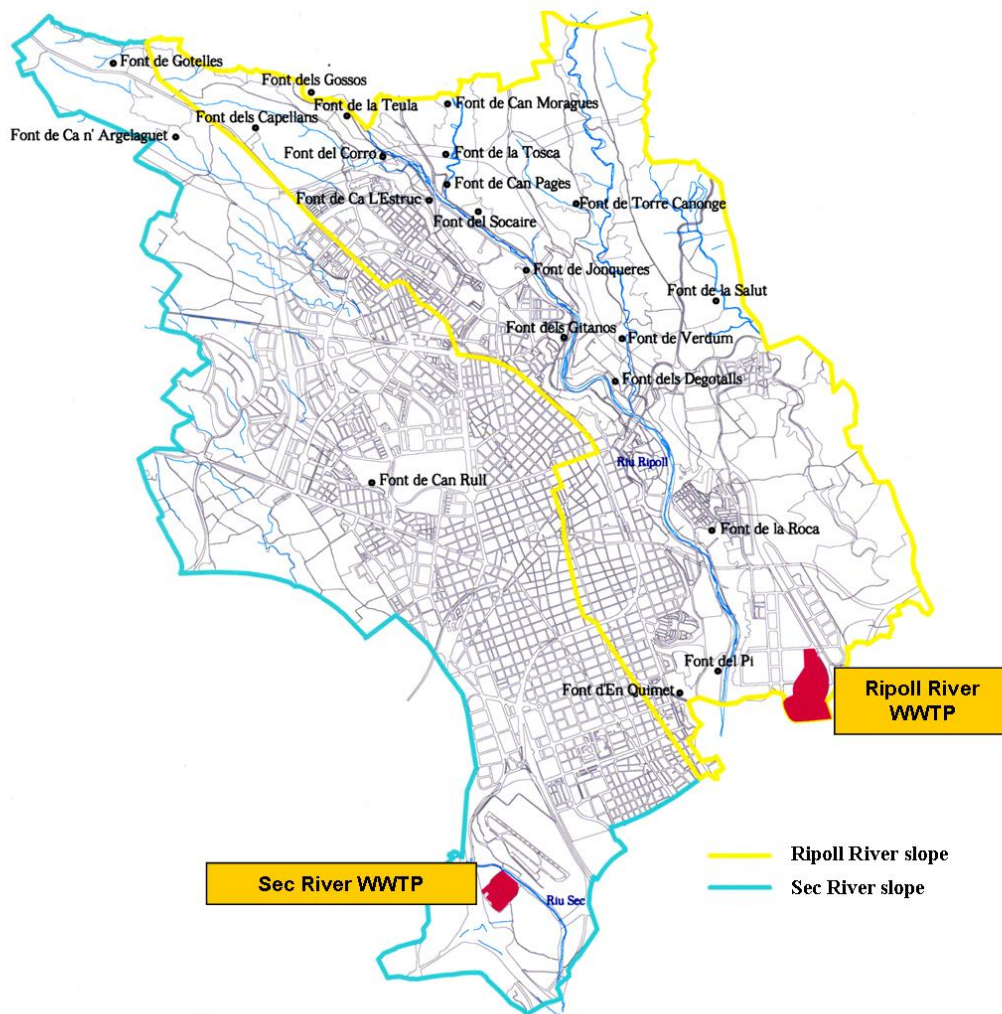 Font de Gotelles
Font dels Gossos
Font de la Teula
Font de Can Moragues
Font dels Capellans
Font de Ca n' Argelaguet
Font del Corro
Font de la Tosca
Font de Can Pages
Font de Ca L'Estruc
Font de Torre Canonge
Font del Socaire
Font de Jonqueres
Font de la Salut
Font dels Gitanos
Font de Verdum
Font dels Degotalls
Riu Ripoll
Font de Can Rull
Font de la Roca
Font del Pi
Font d'En Quimet
Ripoll River
WWTP
Ripoll River slope
Sec River WWTP
Sec River slope
Riu Sec